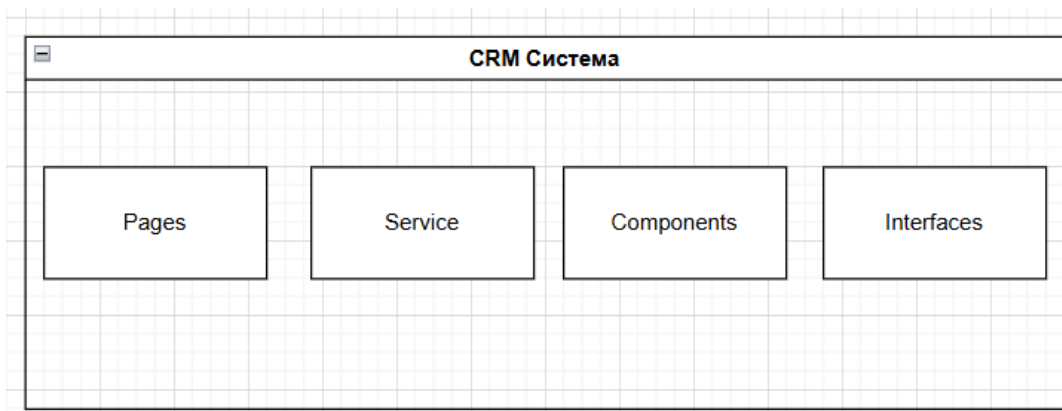 CRM Система
Pages
Service
Components
Interfaces